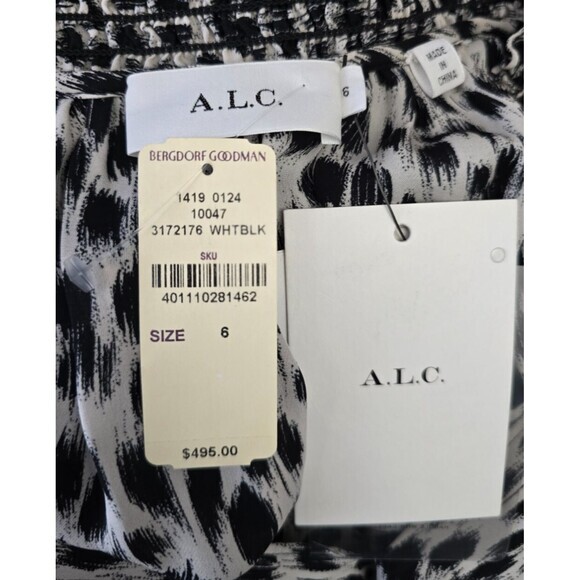 A.L.C.
6
MADE
IN
CHINA
BERGDORF GOODMAN
1419 0124
10047
3172176 WHTBLK
SKU
401110281462
SIZE 6
$495.00
A.L.C.